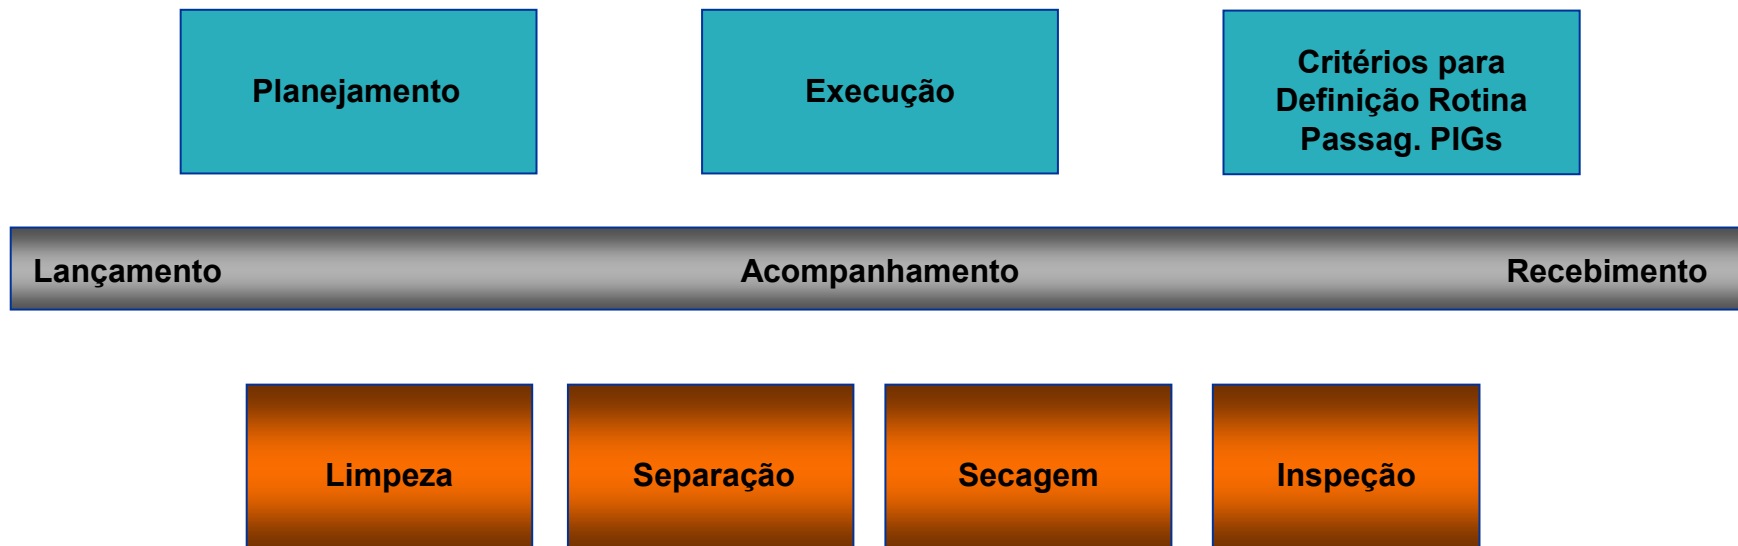 Planejamento
Execução
Critérios para
Definição Rotina
Passag. PIGs
Lançamento
Acompanhamento
Recebimento
Limpeza
Separação
Secagem
Inspeção